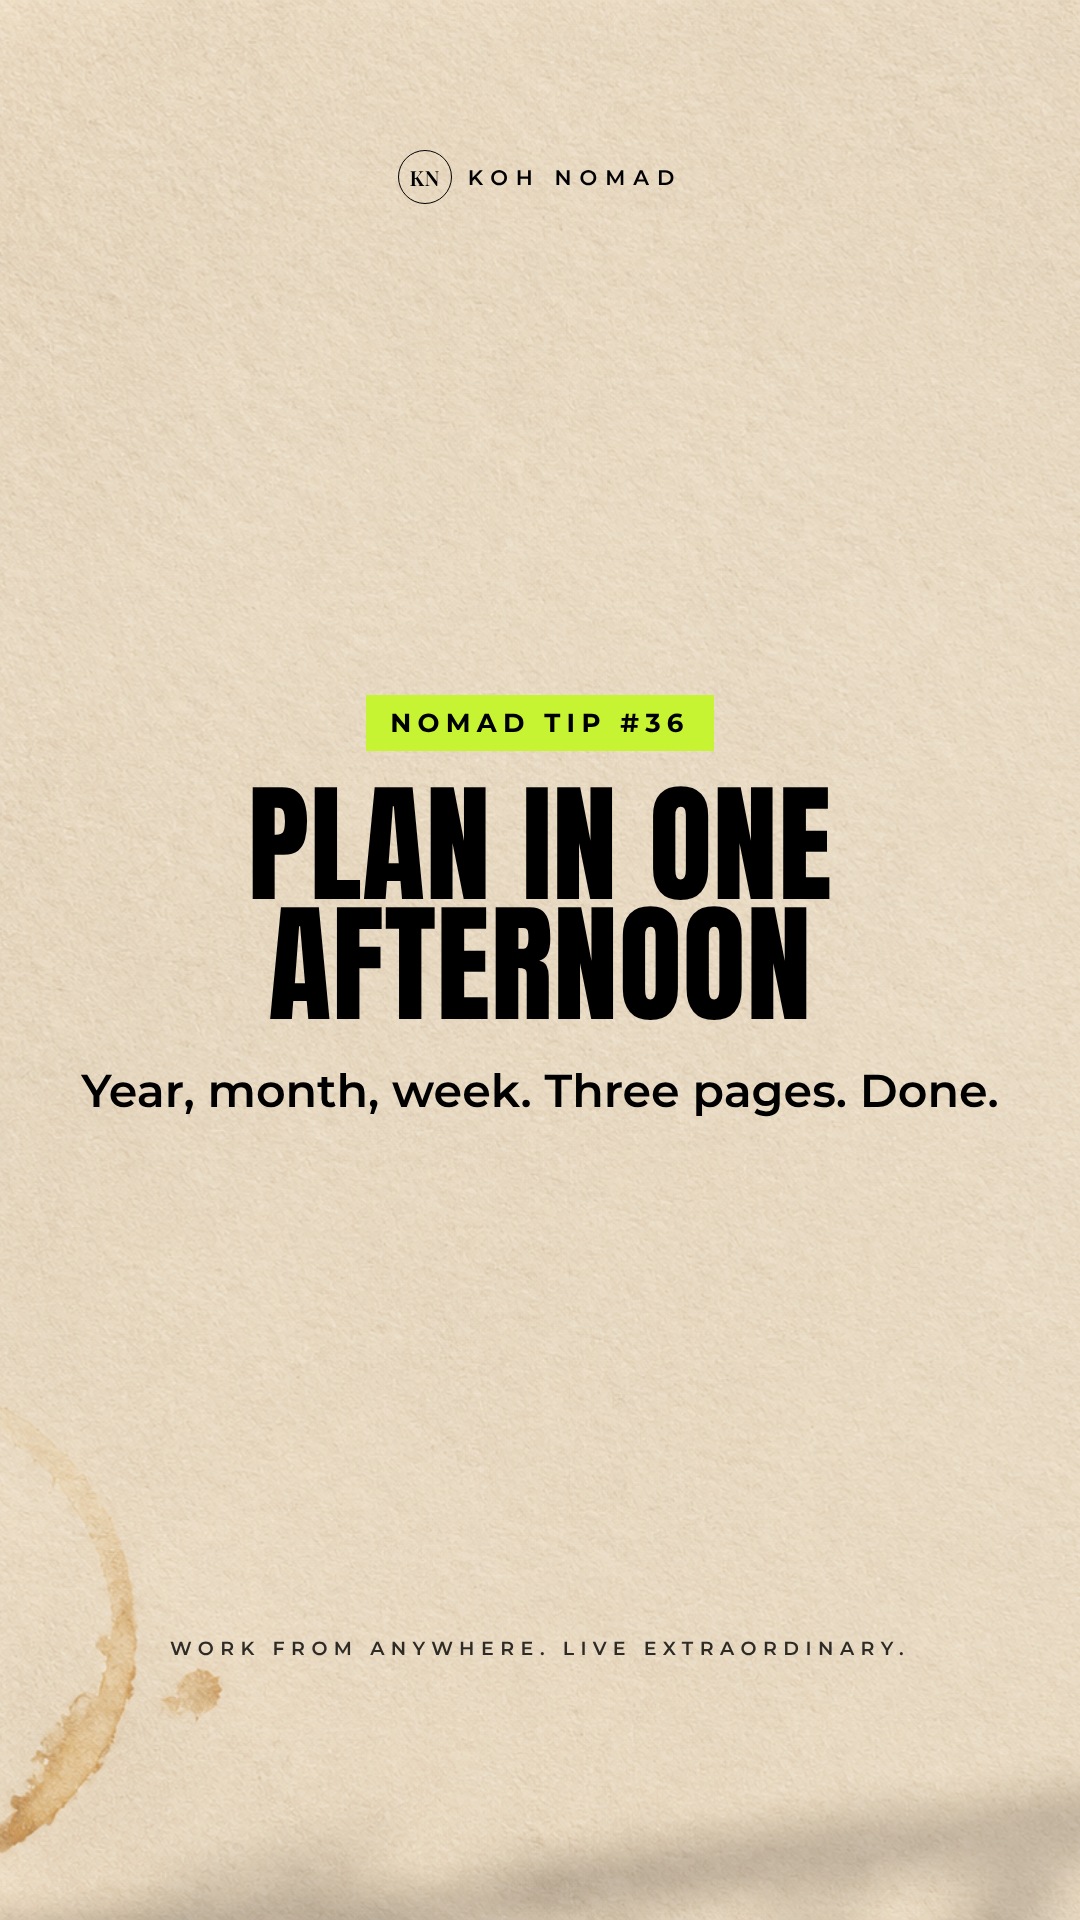 KN KOH NOMAD
NOMAD TIP #36
PLAN IN ONE
AFTERNOON
Year, month, week. Three pages. Done.
WORK FROM ANYWHERE. LIVE EXTRAORDINARY.